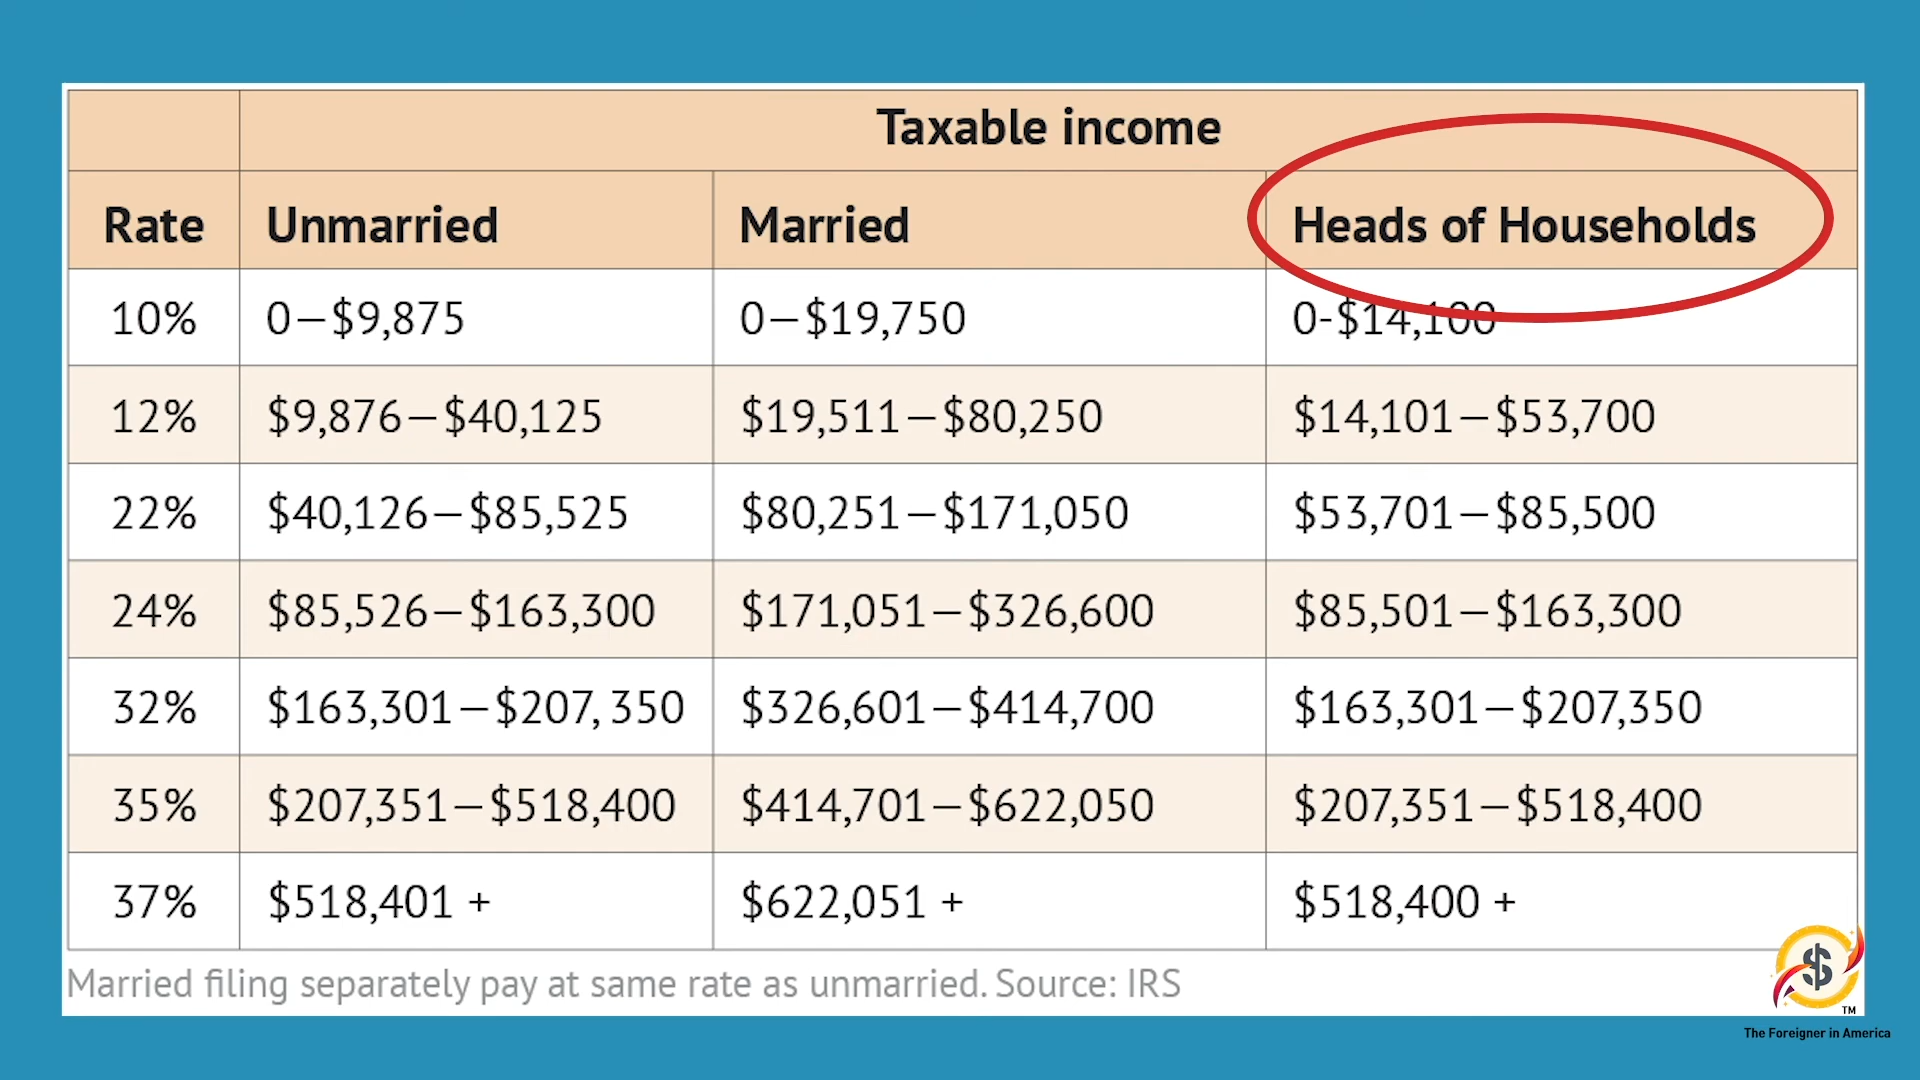 Taxable income
Rate Unmarried Married Heads of Households
10% 0—$9,875 0—$19,750 0-$14,100
12% $9,876—$40,125 $19,511—$80,250 $14,101—$53,700
22% $40,126—$85,525 $80,251—$171,050 $53,701—$85,500
24% $85,526—$163,300 $171,051—$326,600 $85,501—$163,300
32% $163,301—$207, 350 $326,601—$414,700 $163,301—$207,350
35% $207,351—$518,400 $414,701—$622,050 $207,351—$518,400
37% $518,401 + $622,051 + $518,400 +
Married filing separately pay at same rate as unmarried. Source: IRS
$
TM
The Foreigner in America